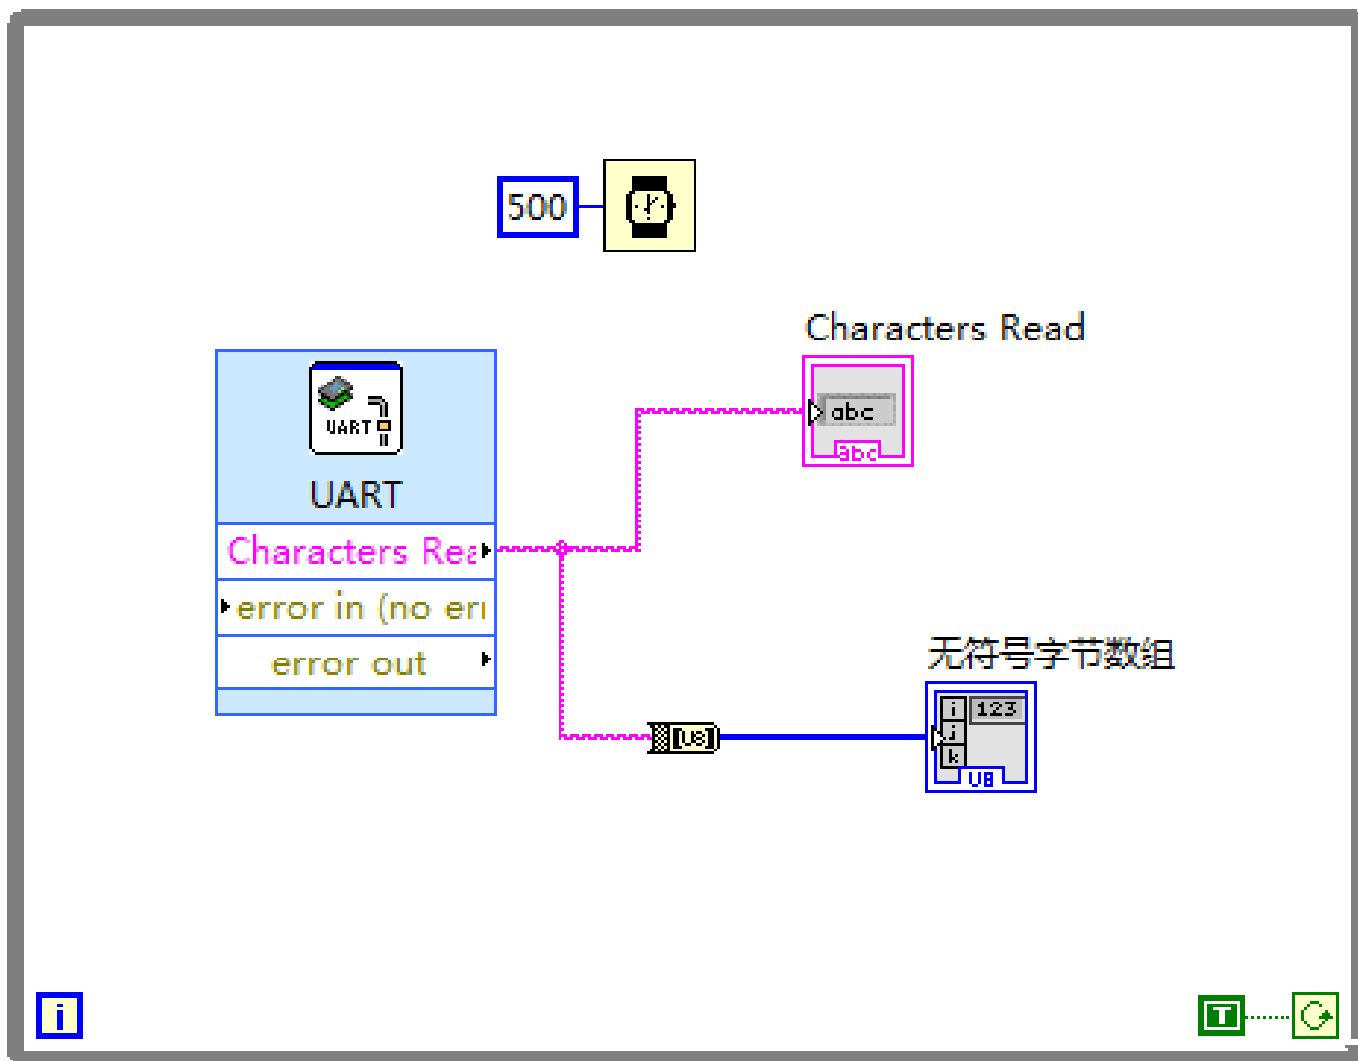 500
Characters Read
abc
abc
UART
UART
Characters Rea
error in (no err
error out
无符号字节数组
[U8]
i
123
j
k
U8
i
T